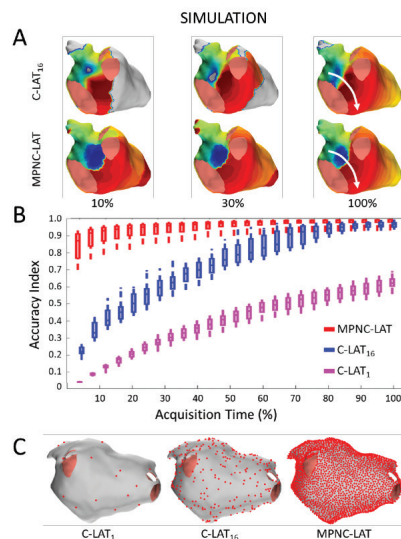 SIMULATION
A
C-LAT16
MPNC-LAT
10%
30%
100%
B
Accuracy Index
1.0
0.9
0.8
0.7
0.6
0.5
0.4
0.3
0.2
0.1
MPNC-LAT
C-LAT16
C-LAT1
10 20 30 40 50 60 70 80 90 100
Acquisition Time (%)
C
C-LAT1
C-LAT16
MPNC-LAT